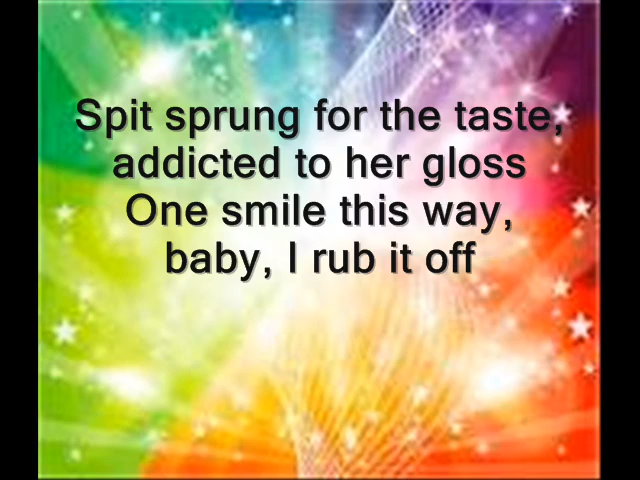 Spit sprung for the taste,
addicted to her gloss
One smile this way,
baby, I rub it off